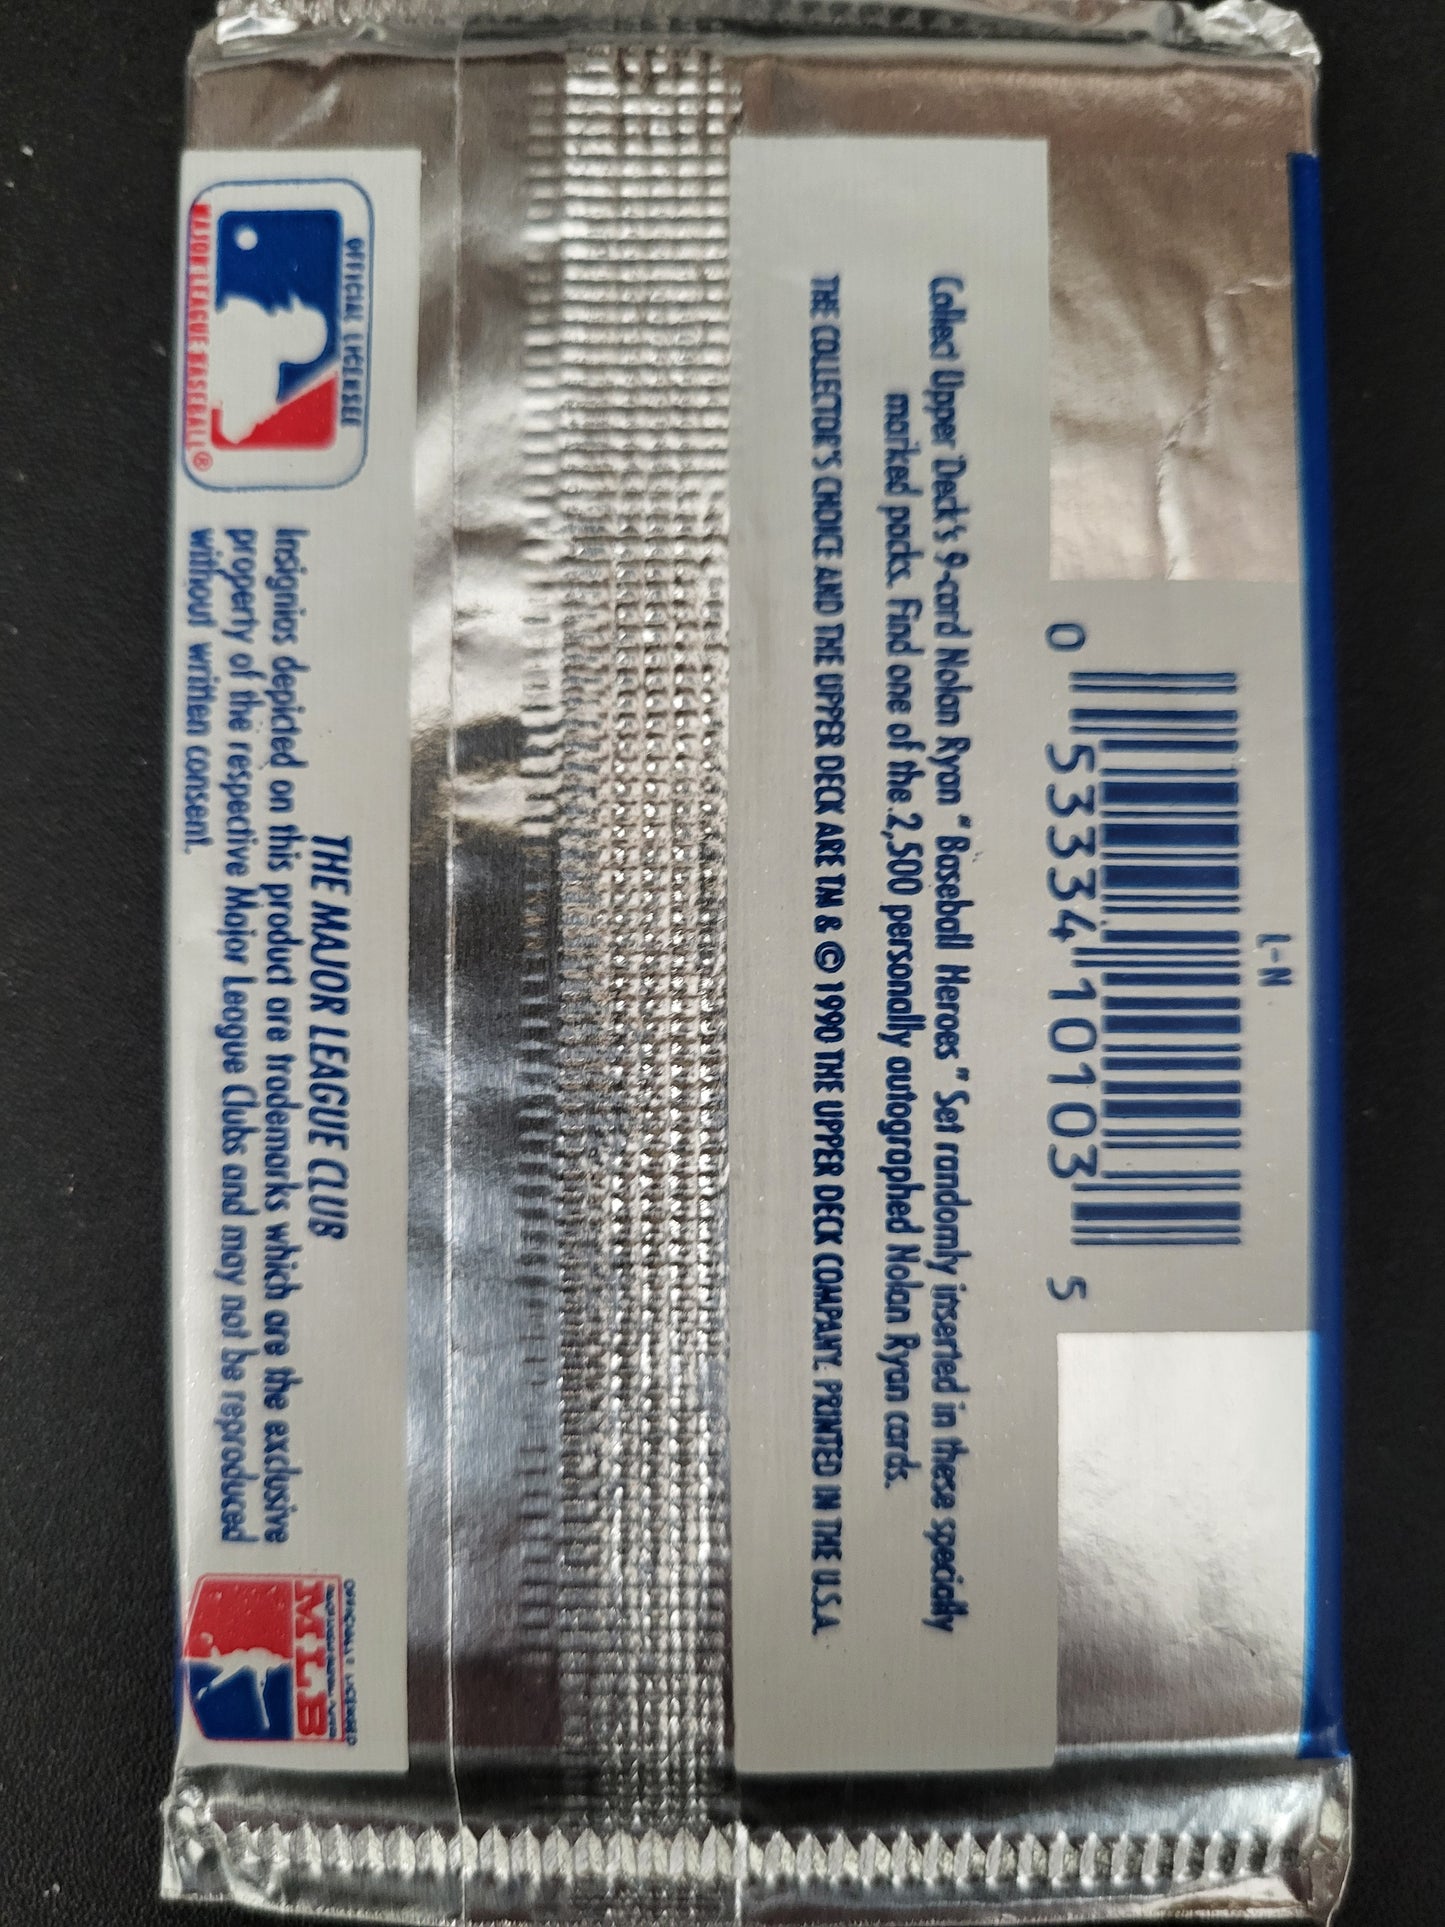 L-N
0 53334 10103 5
Collect Upper Deck's 9-card Nolan Ryan "Baseball Heroes" Set randomly inserted in these specially
marked packs. Find one of the 2,500 personally autographed Nolan Ryan cards.
THE COLLECTOR'S CHOICE AND THE UPPER DECK ARE TM & © 1990 THE UPPER DECK COMPANY. PRINTED IN THE U.S.A.
OFFICIAL LICENSEE
MAJOR LEAGUE BASEBALL®
THE MAJOR LEAGUE CLUB
Insignias depicted on this product are trademarks which are the exclusive
property of the respective Major League Clubs and may not be reproduced
without written consent.
OFFICIALLY LICENSED
MLB